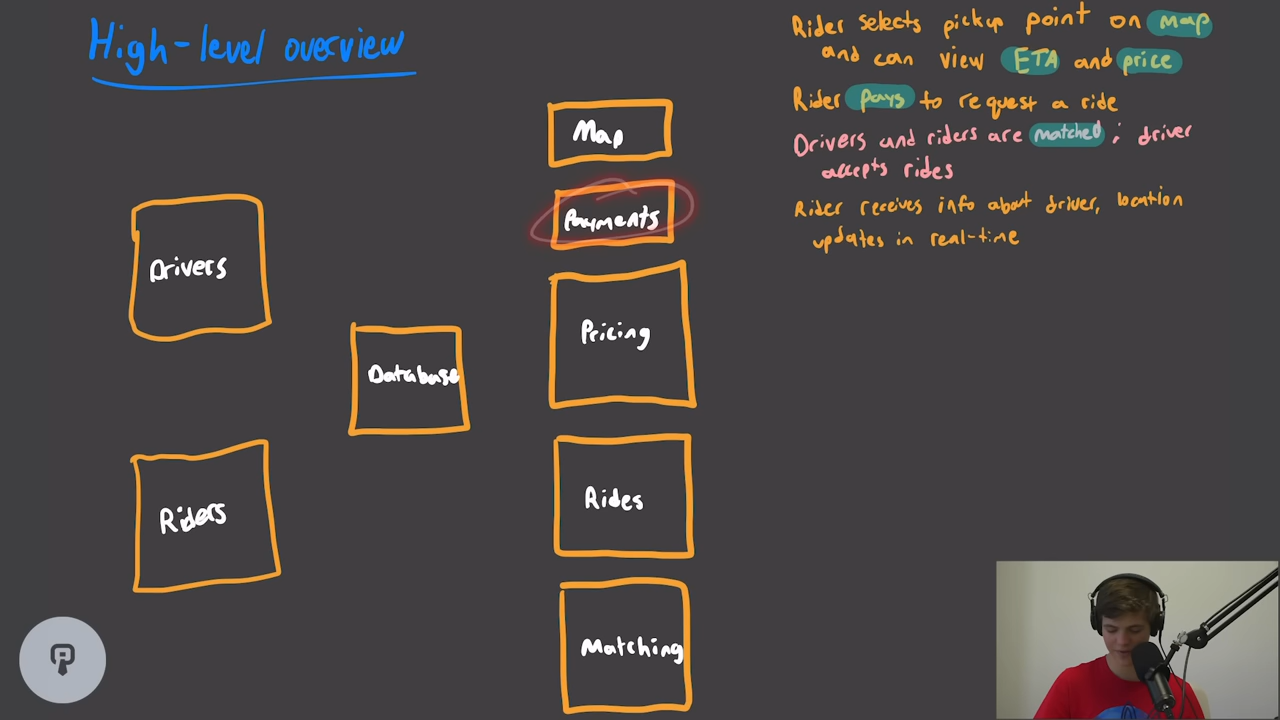 High-level overview
Rider selects pickup point on map
and can view ETA and price
Rider pays to request a ride
Drivers and riders are matched; driver
accepts rides
Rider receives info about driver, location
updates in real-time
Map
Payments
Drivers
Pricing
Database
Rides
Riders
Matching